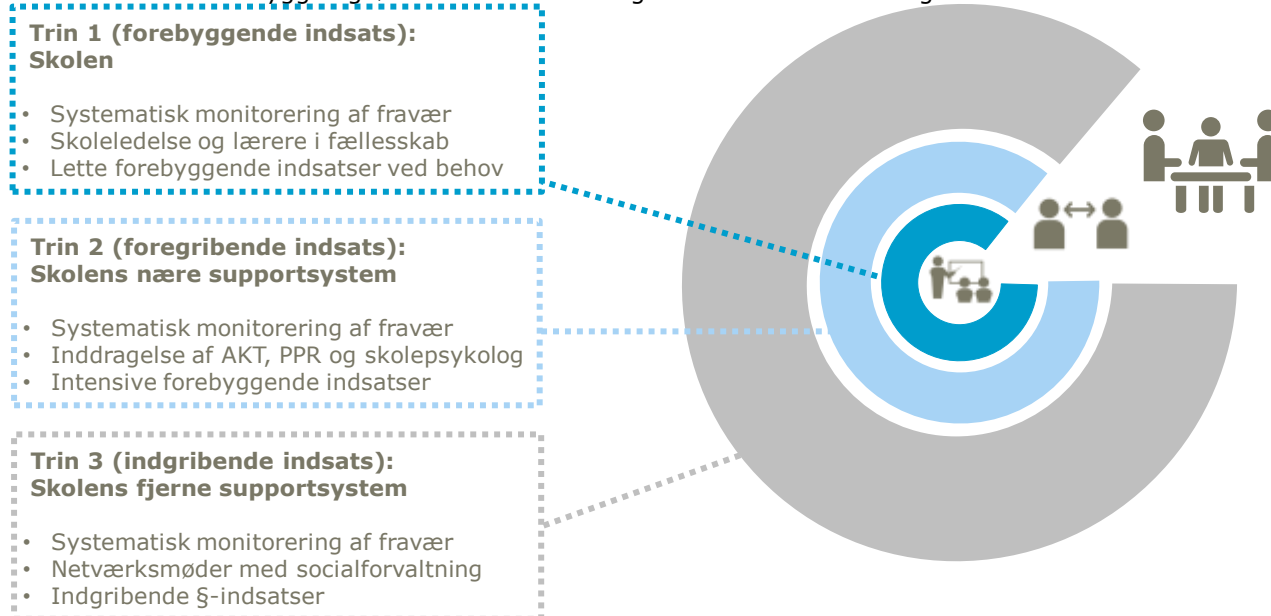 Trin 1 (forebyggende indsats):
Skolen
• Systematisk monitorering af fravær
• Skoleledelse og lærere i fællesskab
• Lette forebyggende indsatser ved behov
Trin 2 (foregribende indsats):
Skolens nære supportsystem
• Systematisk monitorering af fravær
• Inddragelse af AKT, PPR og skolepsykolog
• Intensive forebyggende indsatser
Trin 3 (indgribende indsats):
Skolens fjerne supportsystem
• Systematisk monitorering af fravær
• Netværksmøder med socialforvaltning
• Indgribende §-indsatser